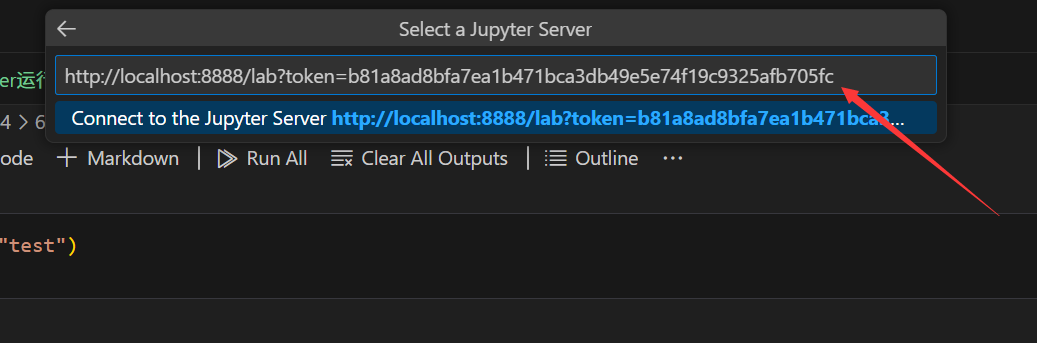 Select a Jupyter Server
http://localhost:8888/lab?token=b81a8ad8bfa7ea1b471bca3db49e5e74f19c9325afb705fc
er运行
Connect to the Jupyter Server http://localhost:8888/lab?token=b81a8ad8bfa7ea1b471bca3...
4 > 6
ode + Markdown Run All Clear All Outputs Outline ...
"test")